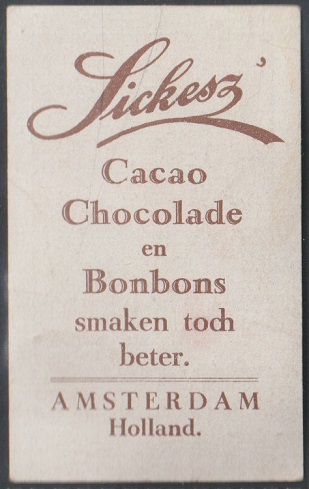 Sickesz'
Cacao
Chocolade
en
Bonbons
smaken toch
beter.
AMSTERDAM
Holland.